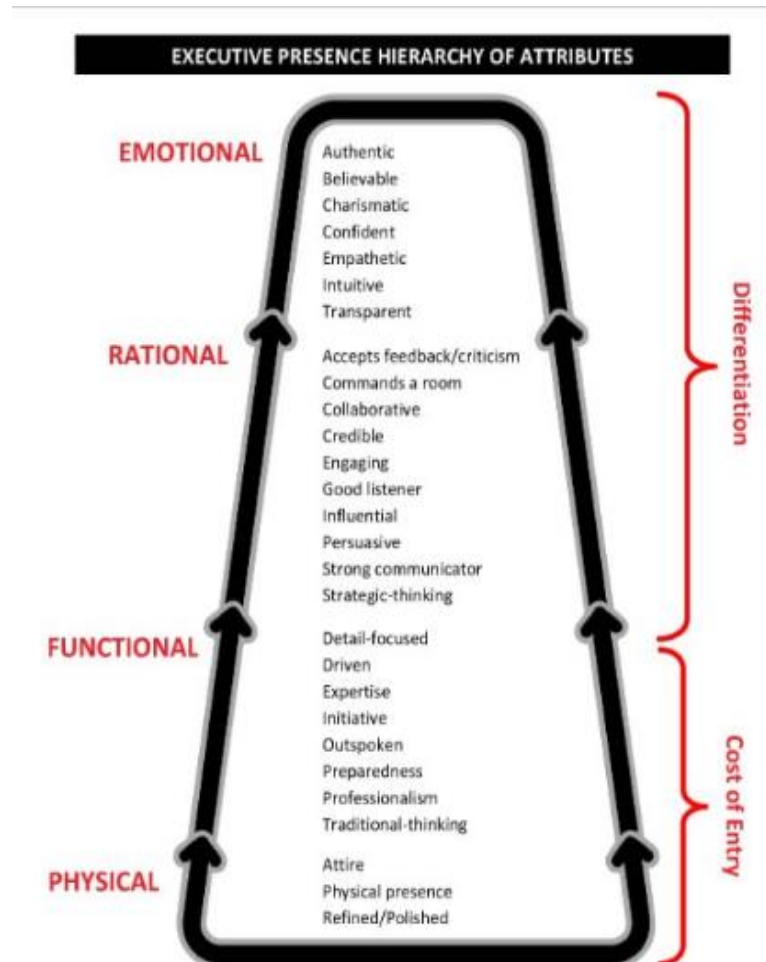 EXECUTIVE PRESENCE HIERARCHY OF ATTRIBUTES
EMOTIONAL
Authentic
Believable
Charismatic
Confident
Empathetic
Intuitive
Transparent
RATIONAL
Accepts feedback/criticism
Commands a room
Collaborative
Credible
Engaging
Good listener
Influential
Persuasive
Strong communicator
Strategic-thinking
Differentiation
FUNCTIONAL
Detail-focused
Driven
Expertise
Initiative
Outspoken
Preparedness
Professionalism
Traditional-thinking
PHYSICAL
Attire
Physical presence
Refined/Polished
Cost of Entry